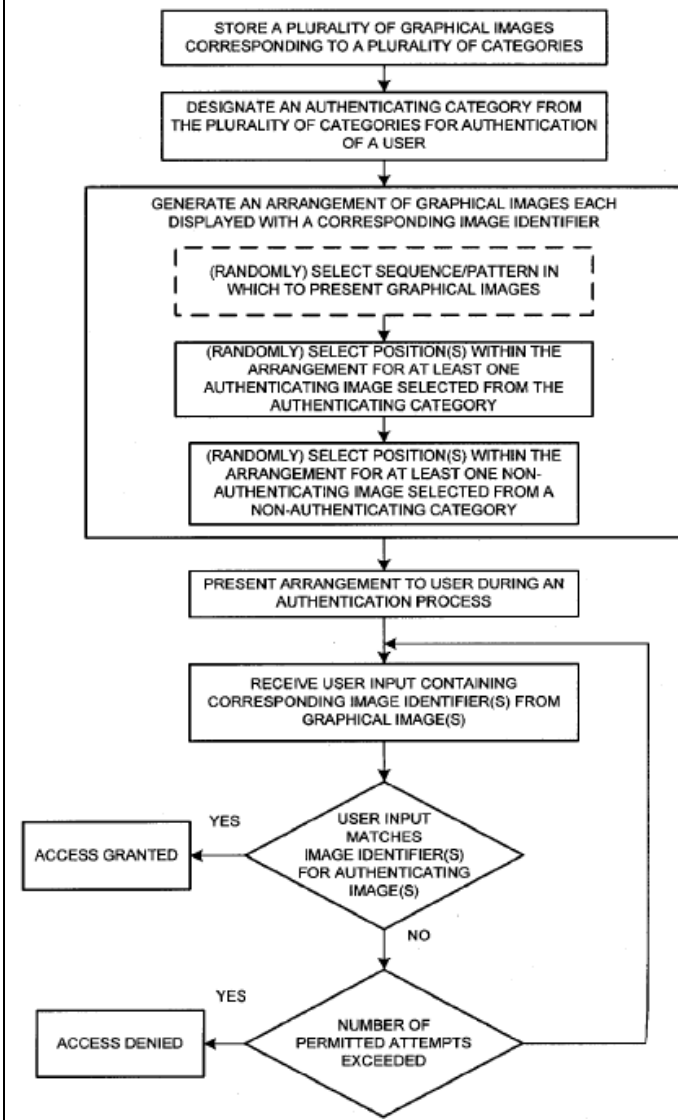 STORE A PLURALITY OF GRAPHICAL IMAGES
CORRESPONDING TO A PLURALITY OF CATEGORIES
DESIGNATE AN AUTHENTICATING CATEGORY FROM
THE PLURALITY OF CATEGORIES FOR AUTHENTICATION
OF A USER
GENERATE AN ARRANGEMENT OF GRAPHICAL IMAGES EACH
DISPLAYED WITH A CORRESPONDING IMAGE IDENTIFIER
(RANDOMLY) SELECT SEQUENCE/PATTERN IN
WHICH TO PRESENT GRAPHICAL IMAGES
(RANDOMLY) SELECT POSITION(S) WITHIN THE
ARRANGEMENT FOR AT LEAST ONE
AUTHENTICATING IMAGE SELECTED FROM THE
AUTHENTICATING CATEGORY
(RANDOMLY) SELECT POSITION(S) WITHIN THE
ARRANGEMENT FOR AT LEAST ONE NON-
AUTHENTICATING IMAGE SELECTED FROM A
NON-AUTHENTICATING CATEGORY
PRESENT ARRANGEMENT TO USER DURING AN
AUTHENTICATION PROCESS
RECEIVE USER INPUT CONTAINING
CORRESPONDING IMAGE IDENTIFIER(S) FROM
GRAPHICAL IMAGE(S)
USER INPUT
MATCHES
IMAGE IDENTIFIER(S)
FOR AUTHENTICATING
IMAGE(S)
YES
ACCESS GRANTED
NO
NUMBER OF
PERMITTED ATTEMPTS
EXCEEDED
YES
ACCESS DENIED